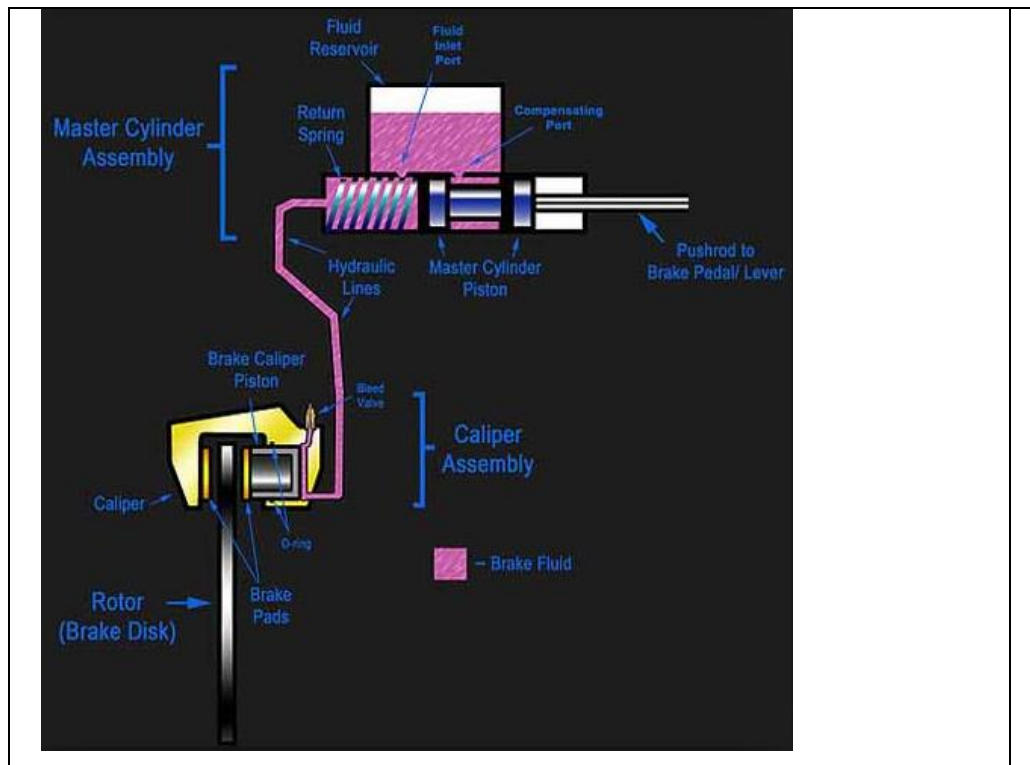 Fluid
Reservoir
Fluid
Inlet
Port
Return
Spring
Compensating
Port
Master Cylinder
Assembly
Pushrod to
Brake Pedal/ Lever
Hydraulic
Lines
Master Cylinder
Piston
Brake Caliper
Piston
Bleed
Valve
Caliper
Assembly
Caliper
O-ring
– Brake Fluid
Brake
Pads
Rotor
(Brake Disk)